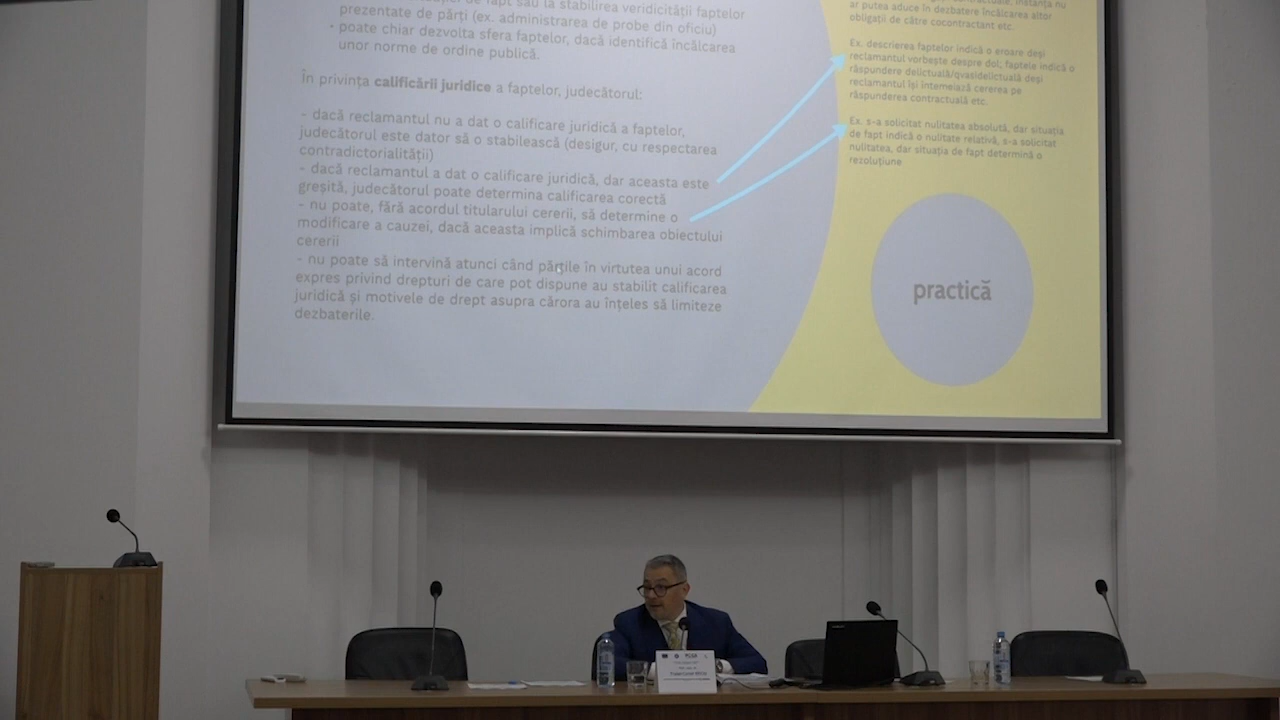 de fapt sau la stabilirea veridicității faptelor
prezentate de părți (ex. administrarea de probe din oficiu)
· poate chiar dezvolta sfera faptelor, dacă identifică încălcarea
unor norme de ordine publică.
În privința calificării juridice a faptelor, judecătorul:
- dacă reclamantul nu a dat o calificare juridică a faptelor,
judecătorul este dator să o stabilească (desigur, cu respectarea
contradictorialității)
- dacă reclamantul a dat o calificare juridică, dar aceasta este
greșită, judecătorul poate determina calificarea corectă
- nu poate, fără acordul titularului cererii, să determine o
modificare a cauzei, dacă aceasta implică schimbarea obiectului
cererii
- nu poate să intervină atunci când părțile în virtutea unui acord
expres privind drepturi de care pot dispune au stabilit calificarea
juridică și motivele de drept asupra cărora au înțeles să limiteze
dezbaterile.
instanța nu
ar putea aduce în dezbatere încălcarea altor
obligații de către cocontractant etc.
Ex. descrierea faptelor indică o eroare deși
reclamantul vorbește despre dol, faptele indică o
răspundere delictuală/qvasidelictuală deși
reclamantul își întemeiază cererea pe
răspunderea contractuală etc.
Ex. s-a solicitat nulitatea absolută, dar situația
de fapt indică o nulitate relativă, s-a solicitat
nulitatea, dar situația de fapt determină o
rezoluțiune
practică